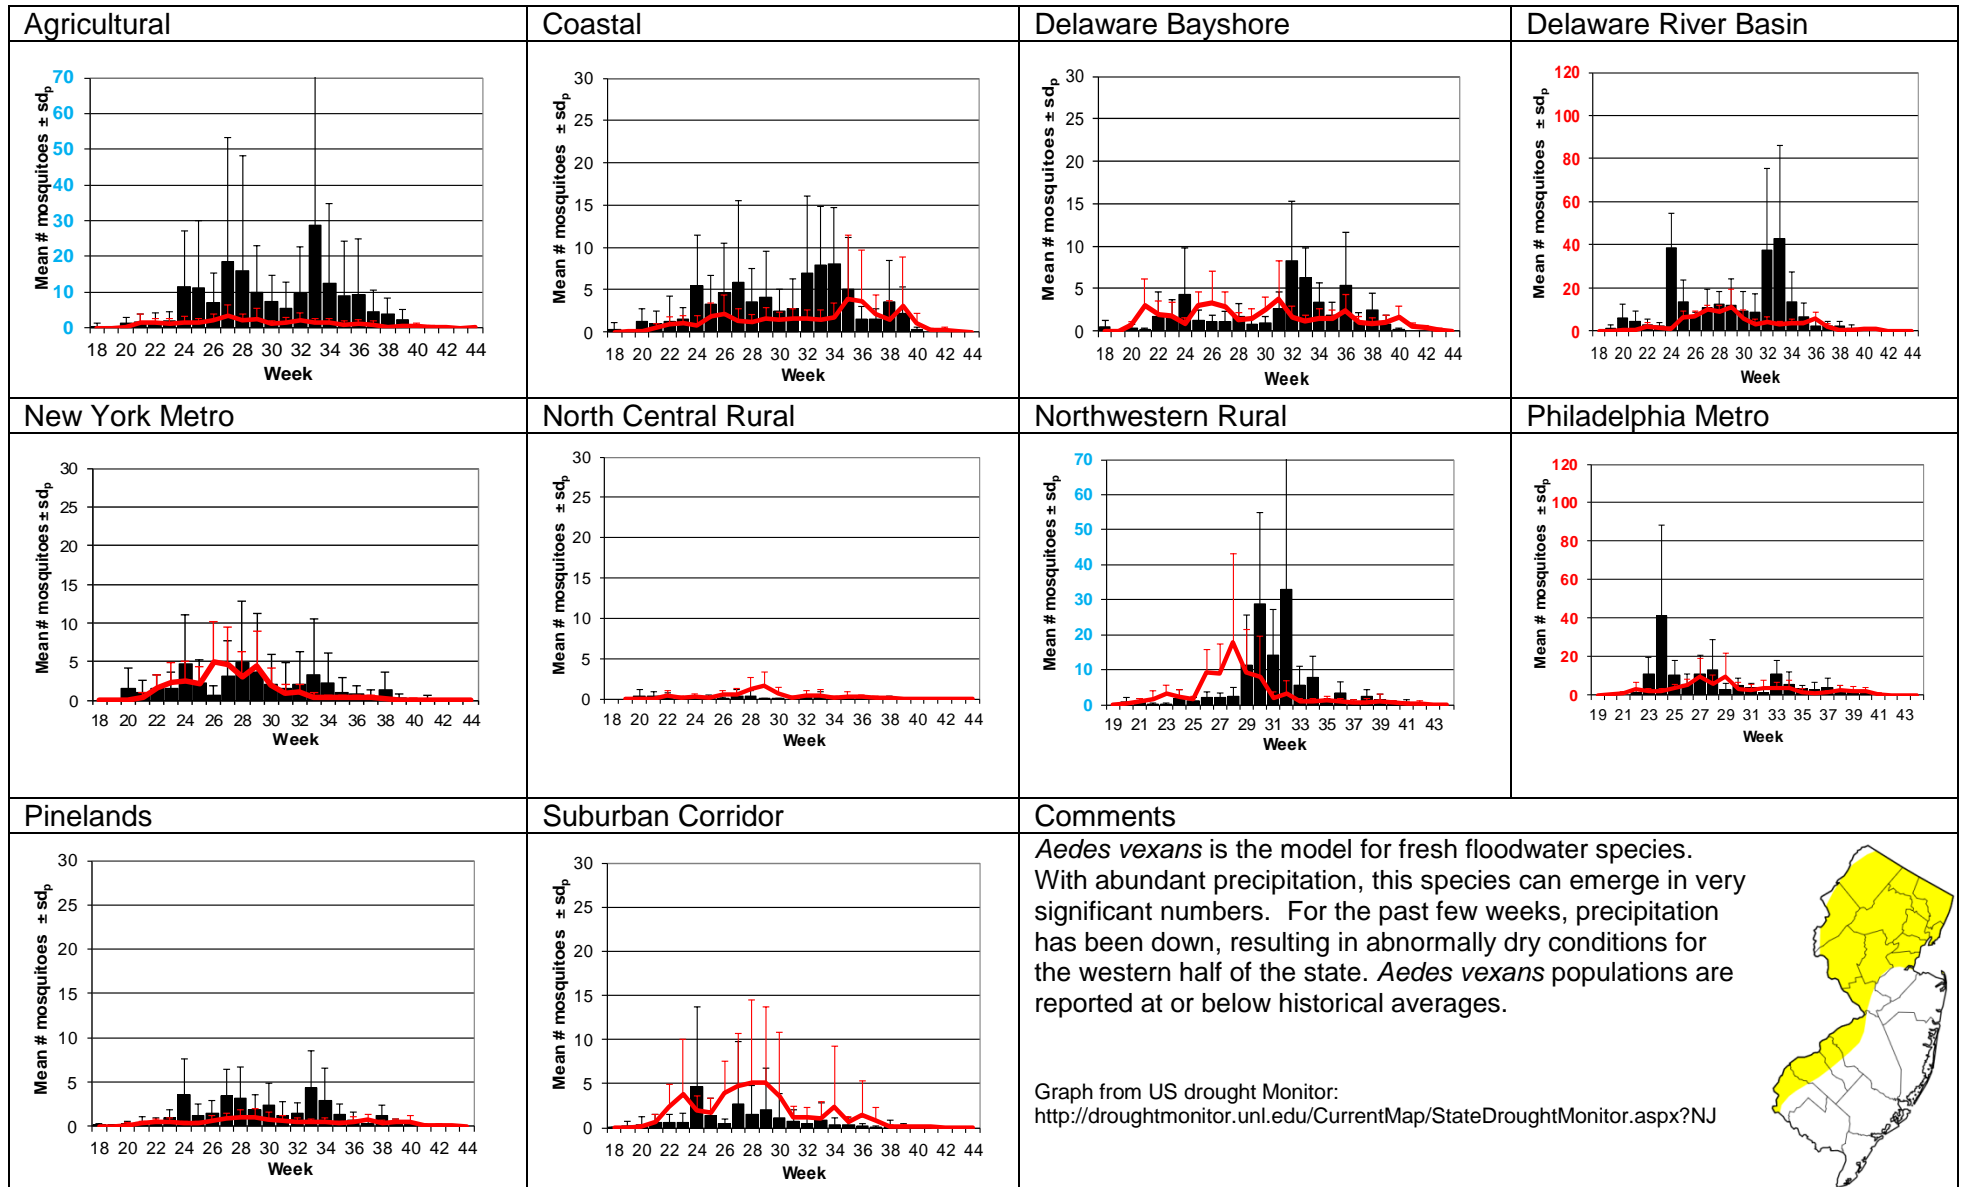 Agricultural
Coastal
Delaware Bayshore
Delaware River Basin
Mean # mosquitoes ± sdp
70
60
50
40
30
20
10
0
18 20 22 24 26 28 30 32 34 36 38 40 42 44
Week
Mean # mosquitoes ± sdp
30
25
20
15
10
5
0
18 20 22 24 26 28 30 32 34 36 38 40 42 44
Week
Mean # mosquitoes ± sdp
30
25
20
15
10
5
0
18 20 22 24 26 28 30 32 34 36 38 40 42 44
Week
Mean # mosquitoes ± sdp
120
100
80
60
40
20
0
18 20 22 24 26 28 30 32 34 36 38 40 42 44
Week
New York Metro
North Central Rural
Northwestern Rural
Philadelphia Metro
Mean # mosquitoes ± sdp
30
25
20
15
10
5
0
18 20 22 24 26 28 30 32 34 36 38 40 42 44
Week
Mean # mosquitoes ± sdp
30
25
20
15
10
5
0
18 20 22 24 26 28 30 32 34 36 38 40 42 44
Week
Mean # mosquitoes ± sdp
70
60
50
40
30
20
10
0
19 21 23 25 27 29 31 33 35 37 39 41 43
Week
Mean # mosquitoes ± sdp
120
100
80
60
40
20
0
19 21 23 25 27 29 31 33 35 37 39 41 43
Week
Pinelands
Suburban Corridor
Comments
Mean # mosquitoes ± sdp
30
25
20
15
10
5
0
18 20 22 24 26 28 30 32 34 36 38 40 42 44
Week
Mean # mosquitoes ± sdp
30
25
20
15
10
5
0
18 20 22 24 26 28 30 32 34 36 38 40 42 44
Week
Aedes vexans is the model for fresh floodwater species.
With abundant precipitation, this species can emerge in very
significant numbers. For the past few weeks, precipitation
has been down, resulting in abnormally dry conditions for
the western half of the state. Aedes vexans populations are
reported at or below historical averages.
Graph from US drought Monitor:
http://droughtmonitor.unl.edu/CurrentMap/StateDroughtMonitor.aspx?NJ